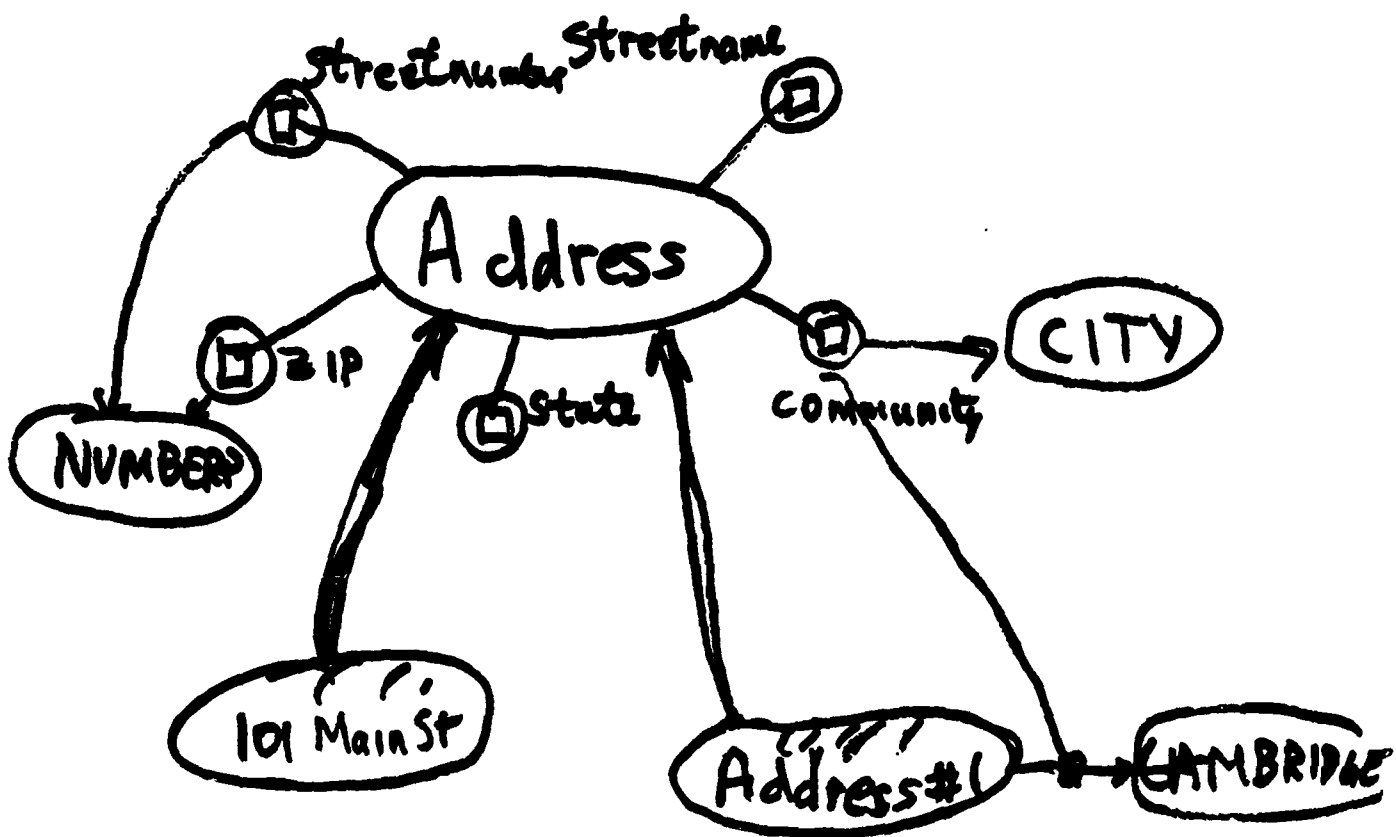 Streetnumber
Streetname
Address
CITY
ZIP
State
community
NUMBER
101 Main St
Address#1
CAMBRIDGE